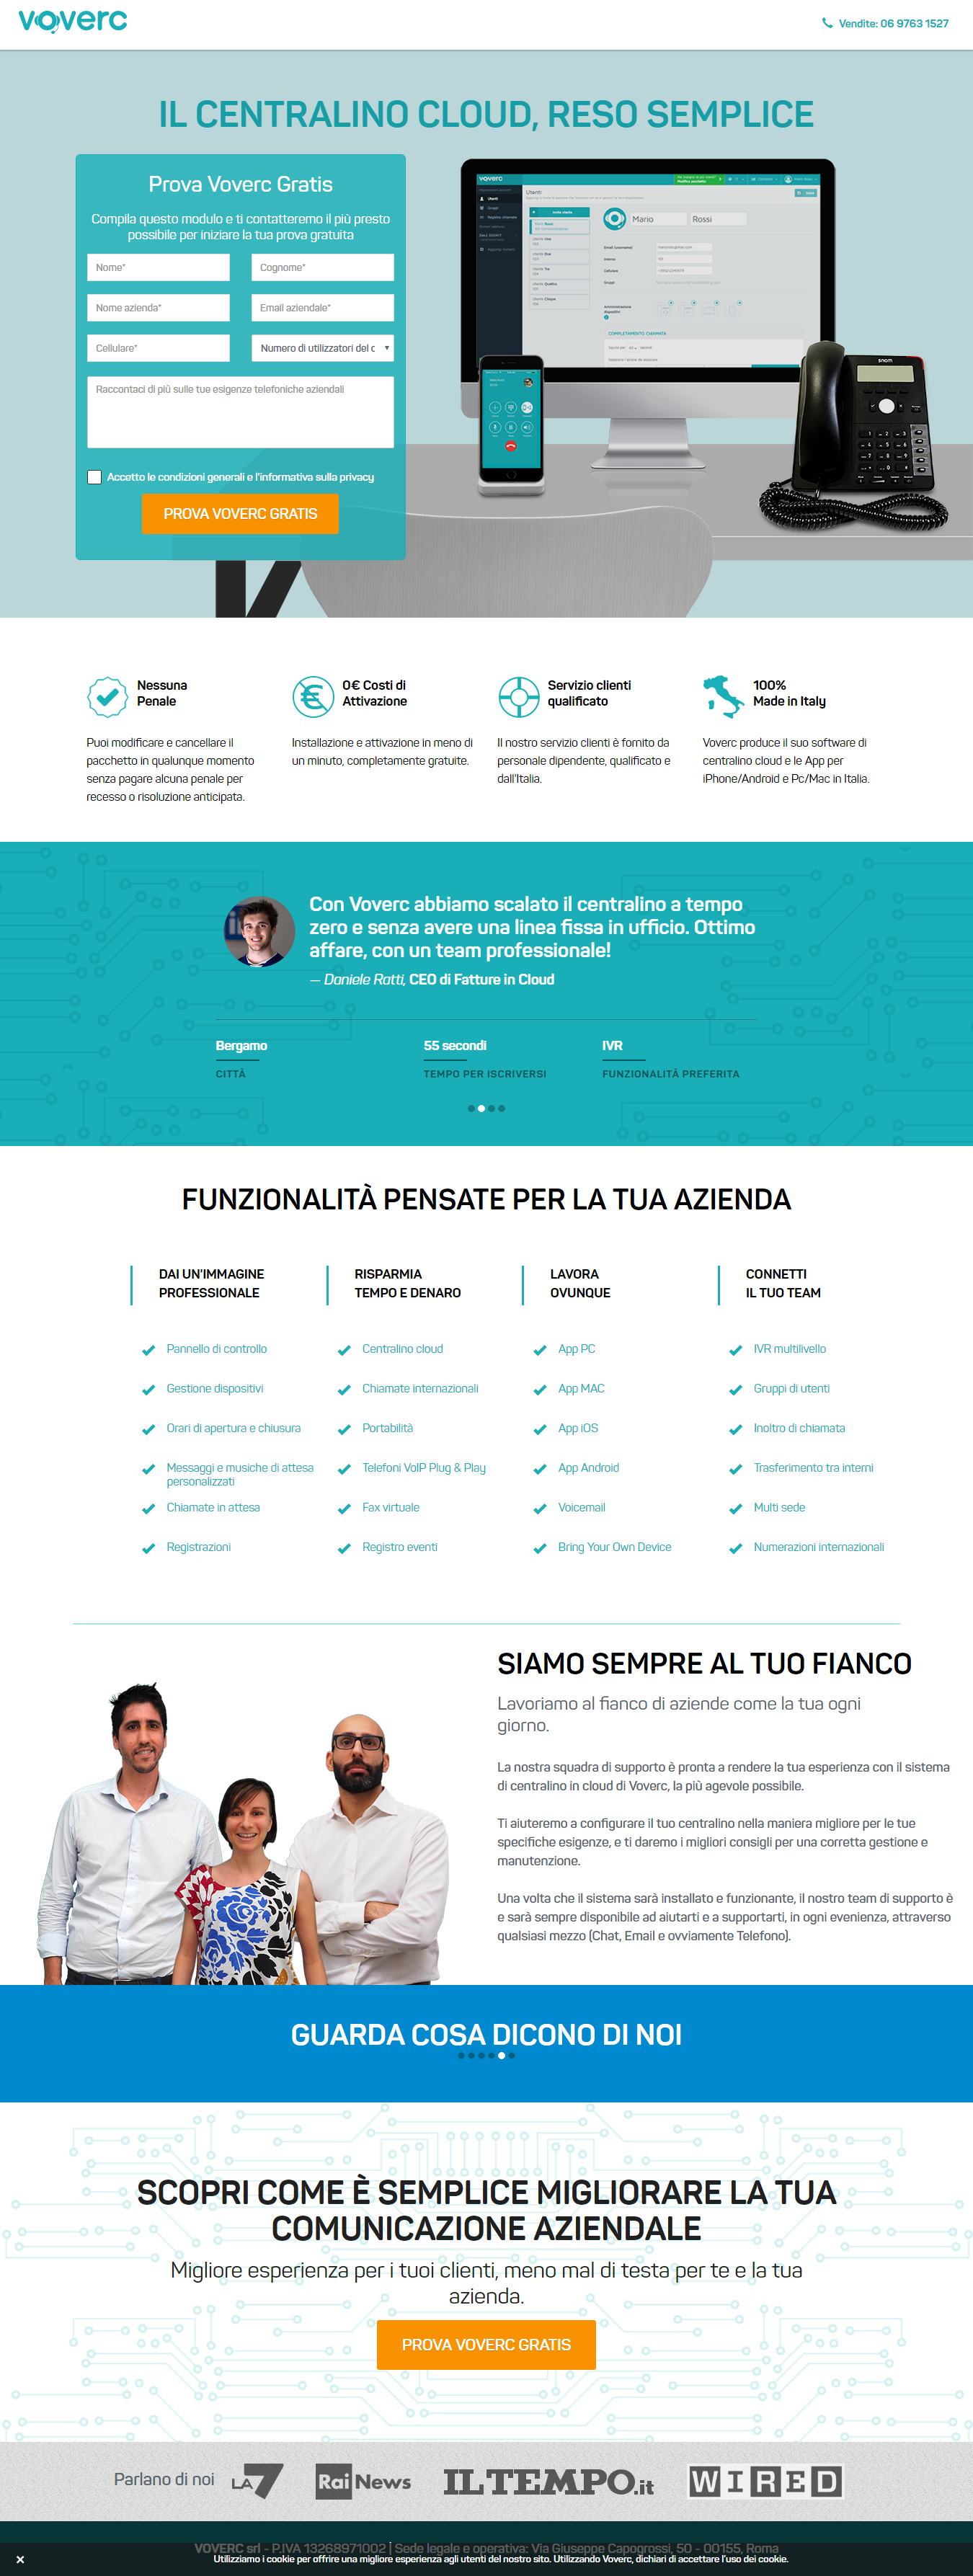 voverc
Vendite: 06 9763 1527
IL CENTRALINO CLOUD, RESO SEMPLICE
Prova Voverc Gratis
Compila questo modulo e ti contatteremo il più presto
possibile per iniziare la tua prova gratuita
Nome*
Cognome*
Nome azienda*
Email aziendale*
Cellulare*
Numero di utilizzatori del c
Raccontaci di più sulle tue esigenze telefoniche aziendali
Accetto le condizioni generali e l'informativa sulla privacy
PROVA VOVERC GRATIS
voverc
Utenti
Mario
Rossi
COMPLETAMENTO CHIAMATA
snom
Nessuna
Penale
Puoi modificare e cancellare il
pacchetto in qualunque momento
senza pagare alcuna penale per
recesso o risoluzione anticipata.
0€ Costi di
Attivazione
Installazione e attivazione in meno di
un minuto, completamente gratuite.
Servizio clienti
qualificato
Il nostro servizio clienti è fornito da
personale dipendente, qualificato e
dall'Italia.
100%
Made in Italy
Voverc produce il suo software di
centralino cloud e le App per
iPhone/Android e Pc/Mac in Italia.
Con Voverc abbiamo scalato il centralino a tempo
zero e senza avere una linea fissa in ufficio. Ottimo
affare, con un team professionale!
— Daniele Ratti, CEO di Fatture in Cloud
Bergamo
CITTÀ
55 secondi
TEMPO PER ISCRIVERSI
IVR
FUNZIONALITÀ PREFERITA
FUNZIONALITÀ PENSATE PER LA TUA AZIENDA
DAI UN'IMMAGINE
PROFESSIONALE
Pannello di controllo
Gestione dispositivi
Orari di apertura e chiusura
Messaggi e musiche di attesa
personalizzati
Chiamate in attesa
Registrazioni
RISPARMIA
TEMPO E DENARO
Centralino cloud
Chiamate internazionali
Portabilità
Telefoni VoIP Plug & Play
Fax virtuale
Registro eventi
LAVORA
OVUNQUE
App PC
App MAC
App iOS
App Android
Voicemail
Bring Your Own Device
CONNETTI
IL TUO TEAM
IVR multilivello
Gruppi di utenti
Inoltro di chiamata
Trasferimento tra interni
Multi sede
Numerazioni internazionali
SIAMO SEMPRE AL TUO FIANCO
Lavoriamo al fianco di aziende come la tua ogni
giorno.
La nostra squadra di supporto è pronta a rendere la tua esperienza con il sistema
di centralino in cloud di Voverc, la più agevole possibile.
Ti aiuteremo a configurare il tuo centralino nella maniera migliore per le tue
specifiche esigenze, e ti daremo i migliori consigli per una corretta gestione e
manutenzione.
Una volta che il sistema sarà installato e funzionante, il nostro team di supporto è
e sarà sempre disponibile ad aiutarti e a supportarti, in ogni evenienza, attraverso
qualsiasi mezzo (Chat, Email e ovviamente Telefono).
GUARDA COSA DICONO DI NOI
SCOPRI COME È SEMPLICE MIGLIORARE LA TUA
COMUNICAZIONE AZIENDALE
Migliore esperienza per i tuoi clienti, meno mal di testa per te e la tua
azienda.
PROVA VOVERC GRATIS
Parlano di noi
LA7
Rai News
IL TEMPO.it
WIRED
VOVERC srl - P.IVA 13268971002 | Sede legale e operativa: Via Giuseppe Capogrossi, 50 - 00155, Roma
Utilizziamo i cookie per offrire una migliore esperienza agli utenti del nostro sito. Utilizzando Voverc, dichiari di accettare l'uso dei cookie.